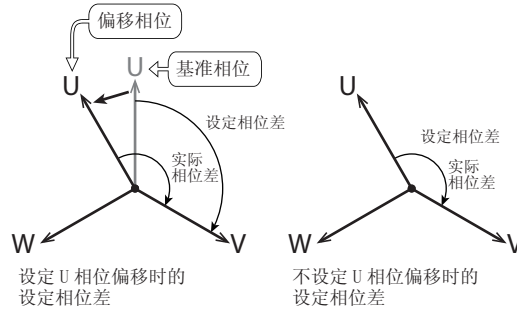 偏移相位
U
U
基准相位
设定相位差
实际
相位差
W
V
设定 U 相位偏移时的
设定相位差
U
设定相位差
实际
相位差
W
V
不设定 U 相位偏移时的
设定相位差